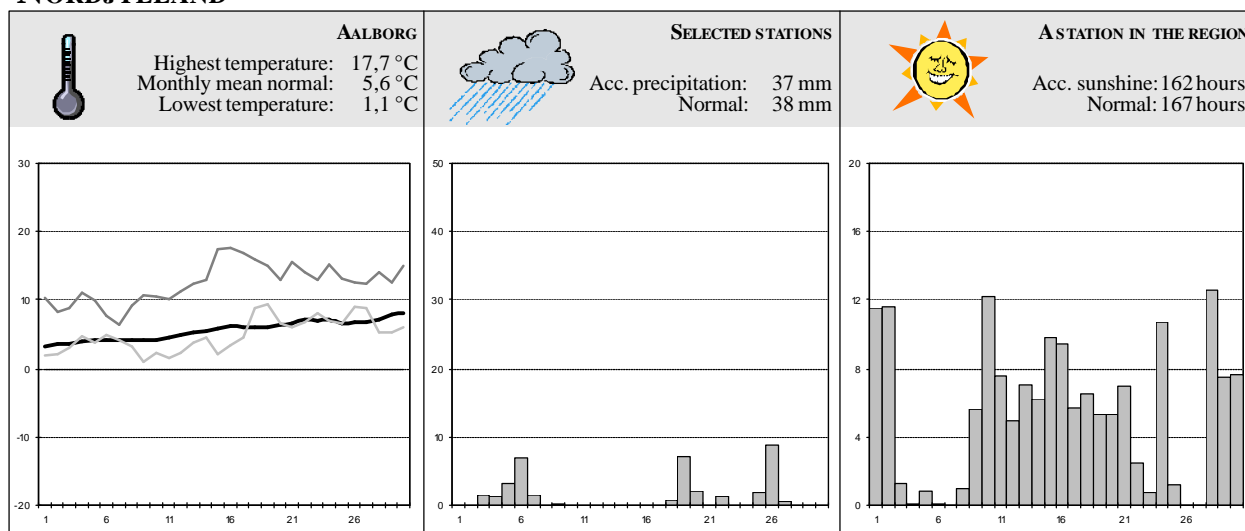 NORDJYLLAND
AALBORG
Highest temperature: 17,7 °C
Monthly mean normal: 5,6 °C
Lowest temperature: 1,1 °C
SELECTED STATIONS
Acc. precipitation: 37 mm
Normal: 38 mm
A STATION IN THE REGION
Acc. sunshine: 162 hours
Normal: 167 hours
30
20
10
0
-10
-20
1 6 11 16 21 26
50
40
30
20
10
0
1 6 11 16 21 26
20
16
12
8
4
0
1 6 11 16 21 26